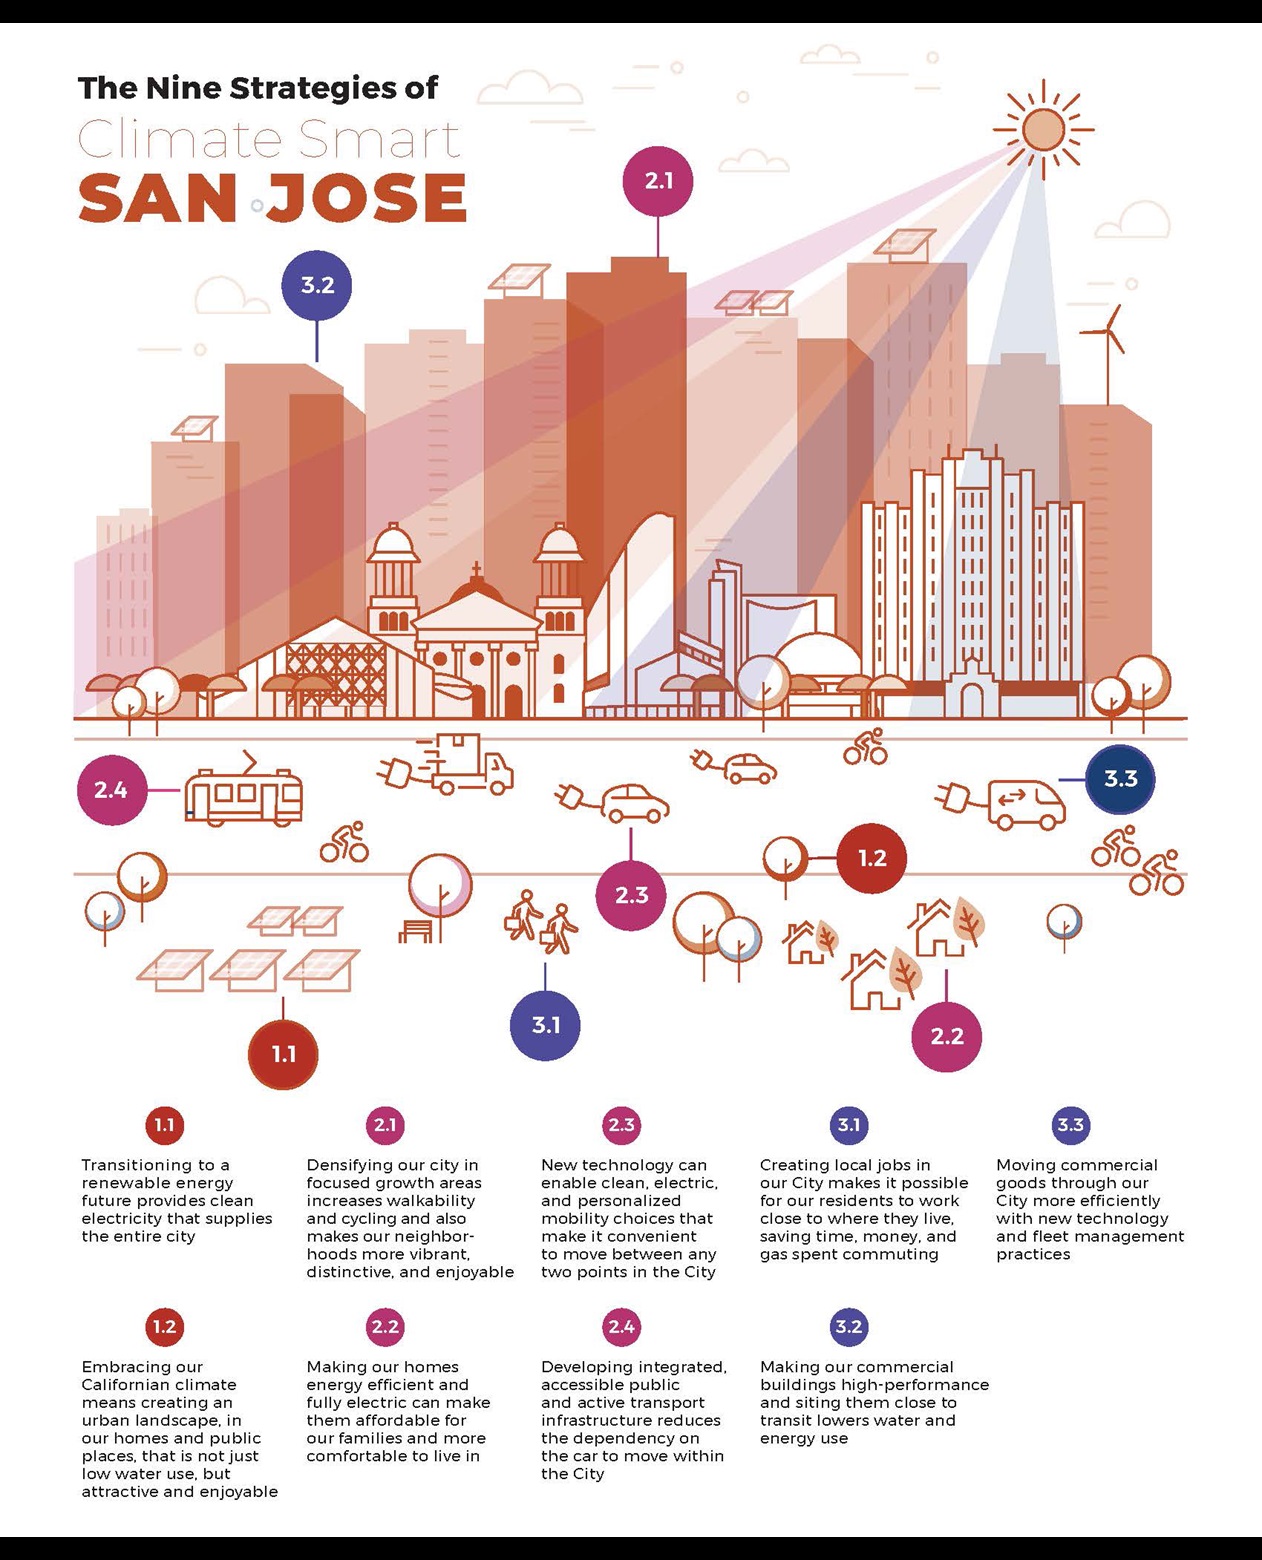 The Nine Strategies of
Climate Smart
SAN JOSE
2.1
3.2
2.4
3.3
1.2
2.3
3.1
2.2
1.1
1.1
Transitioning to a
renewable energy
future provides clean
electricity that supplies
the entire city
2.1
Densifying our city in
focused growth areas
increases walkability
and cycling and also
makes our neighbor-
hoods more vibrant,
distinctive, and enjoyable
2.3
New technology can
enable clean, electric,
and personalized
mobility choices that
make it convenient
to move between any
two points in the City
3.1
Creating local jobs in
our City makes it possible
for our residents to work
close to where they live,
saving time, money, and
gas spent commuting
3.3
Moving commercial
goods through our
City more efficiently
with new technology
and fleet management
practices
1.2
Embracing our
Californian climate
means creating an
urban landscape, in
our homes and public
places, that is not just
low water use, but
attractive and enjoyable
2.2
Making our homes
energy efficient and
fully electric can make
them affordable for
our families and more
comfortable to live in
2.4
Developing integrated,
accessible public
and active transport
infrastructure reduces
the dependency on
the car to move within
the City
3.2
Making our commercial
buildings high-performance
and siting them close to
transit lowers water and
energy use